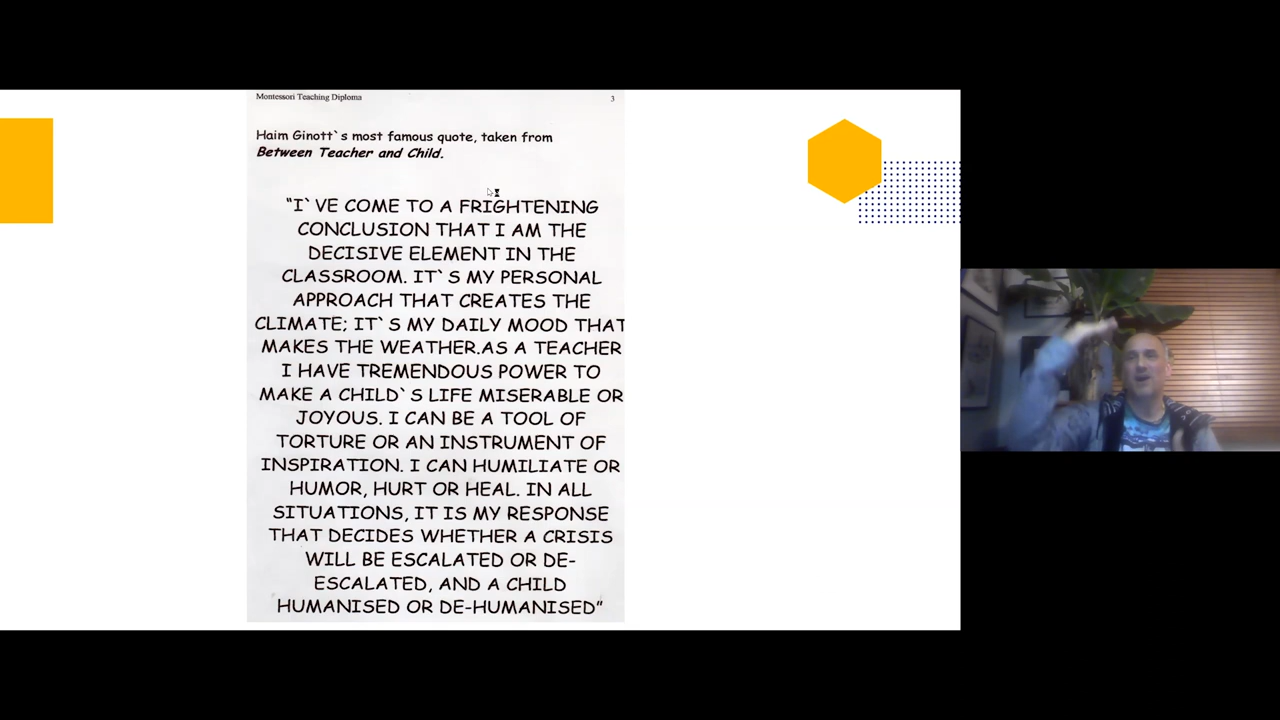 Montessori Teaching Diploma
3
Haim Ginott`s most famous quote, taken from
Between Teacher and Child.
"I`VE COME TO A FRIGHTENING
CONCLUSION THAT I AM THE
DECISIVE ELEMENT IN THE
CLASSROOM. IT`S MY PERSONAL
APPROACH THAT CREATES THE
CLIMATE; IT`S MY DAILY MOOD THAT
MAKES THE WEATHER.AS A TEACHER
I HAVE TREMENDOUS POWER TO
MAKE A CHILD`S LIFE MISERABLE OR
JOYOUS. I CAN BE A TOOL OF
TORTURE OR AN INSTRUMENT OF
INSPIRATION. I CAN HUMILIATE OR
HUMOR, HURT OR HEAL. IN ALL
SITUATIONS, IT IS MY RESPONSE
THAT DECIDES WHETHER A CRISIS
WILL BE ESCALATED OR DE-
ESCALATED, AND A CHILD
HUMANISED OR DE-HUMANISED"